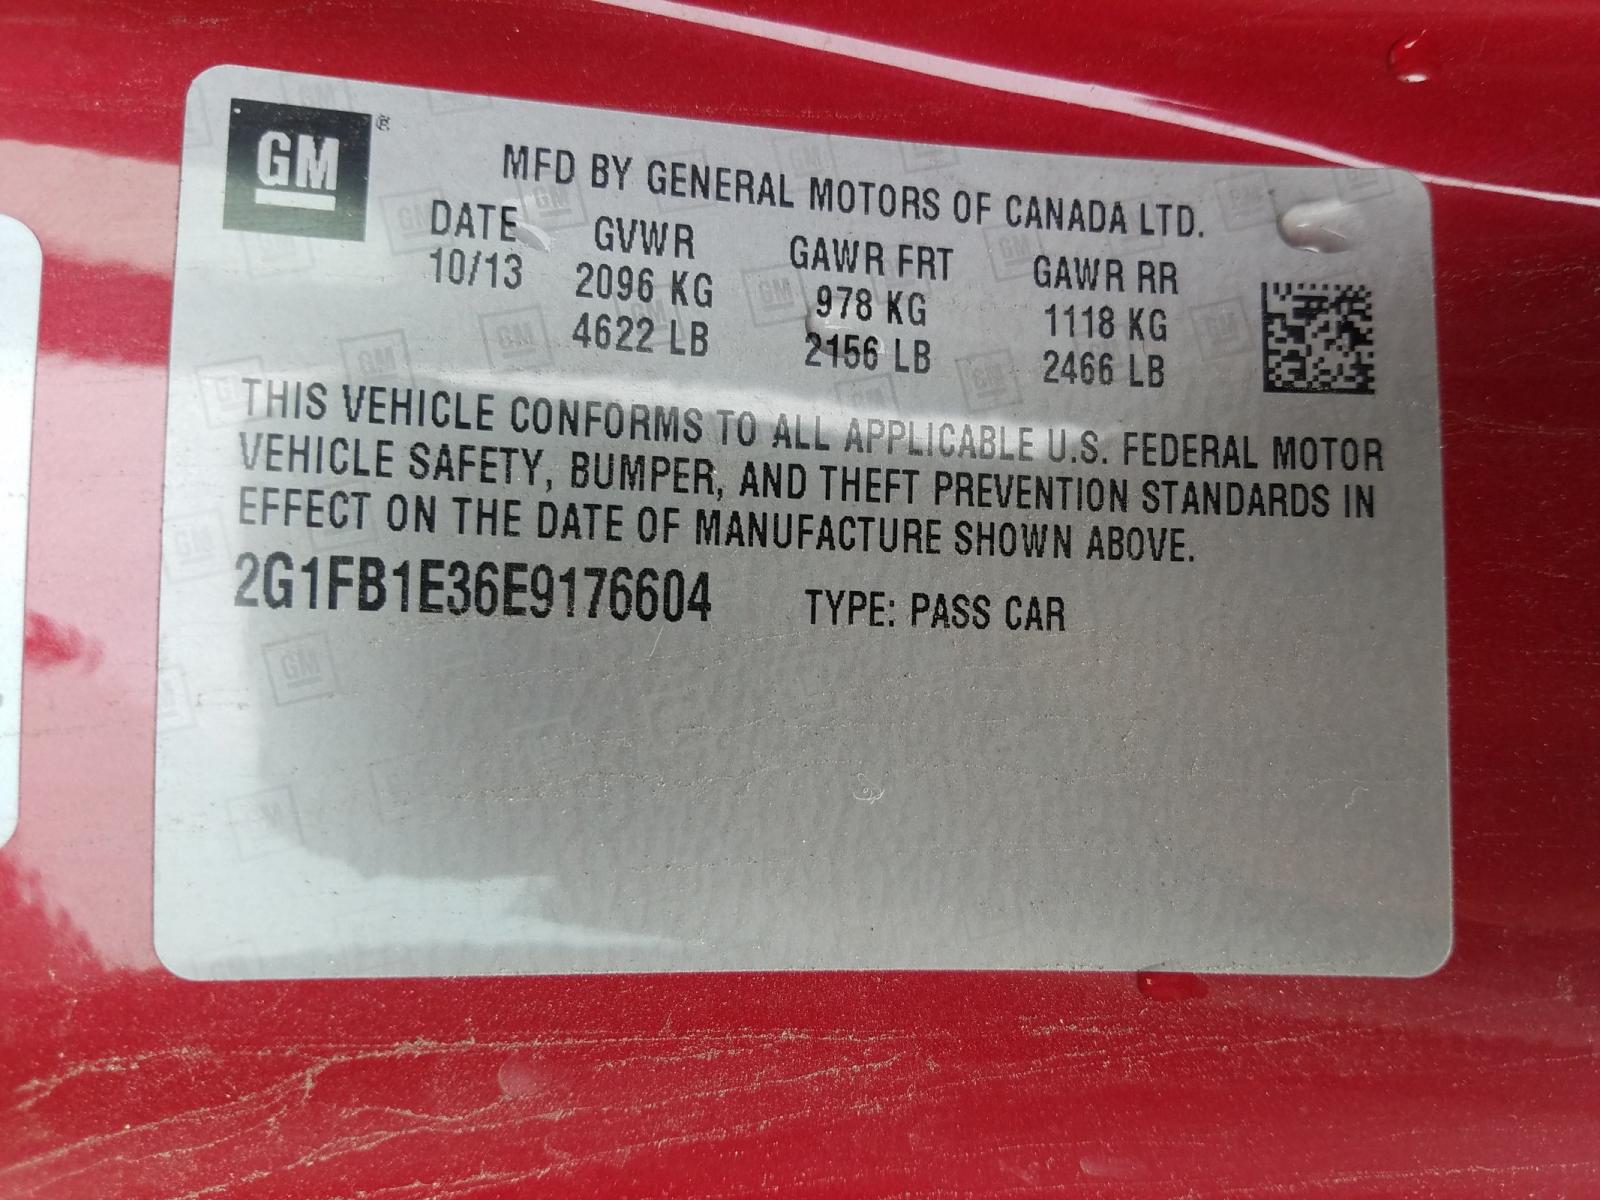 GM ®
MFD BY GENERAL MOTORS OF CANADA LTD.
DATE GVWR GAWR FRT GAWR RR
10/13 2096 KG 978 KG 1118 KG
4622 LB 2156 LB 2466 LB
THIS VEHICLE CONFORMS TO ALL APPLICABLE U.S. FEDERAL MOTOR
VEHICLE SAFETY, BUMPER, AND THEFT PREVENTION STANDARDS IN
EFFECT ON THE DATE OF MANUFACTURE SHOWN ABOVE.
2G1FB1E36E9176604 TYPE: PASS CAR